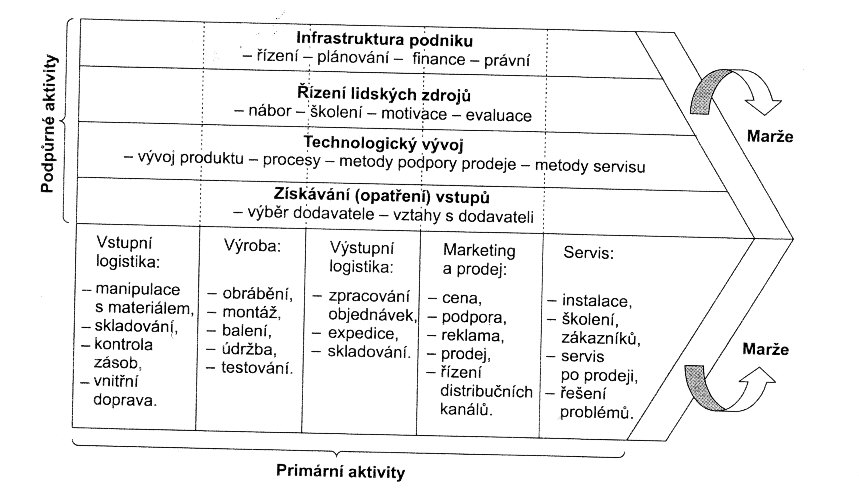 Podpůrné aktivity
Infrastruktura podniku
– řízení – plánování – finance – právní
Řízení lidských zdrojů
– nábor – školení – motivace – evaluace
Technologický vývoj
– vývoj produktu – procesy – metody podpory prodeje – metody servisu
Získávání (opatření) vstupů
– výběr dodavatele – vztahy s dodavateli
Marže
Vstupní
logistika:
– manipulace
s materiálem,
– skladování,
– kontrola
zásob,
– vnitřní
doprava.
Výroba:
– obrábění,
– montáž,
– balení,
– údržba,
– testování.
Výstupní
logistika:
– zpracování
objednávek,
– expedice,
– skladování.
Marketing
a prodej:
– cena,
– podpora,
– reklama,
– prodej,
– řízení
distribučních
kanálů.
Servis:
– instalace,
– školení,
zákazníků,
– servis
po prodeji,
– řešení
problémů.
Marže
Primární aktivity